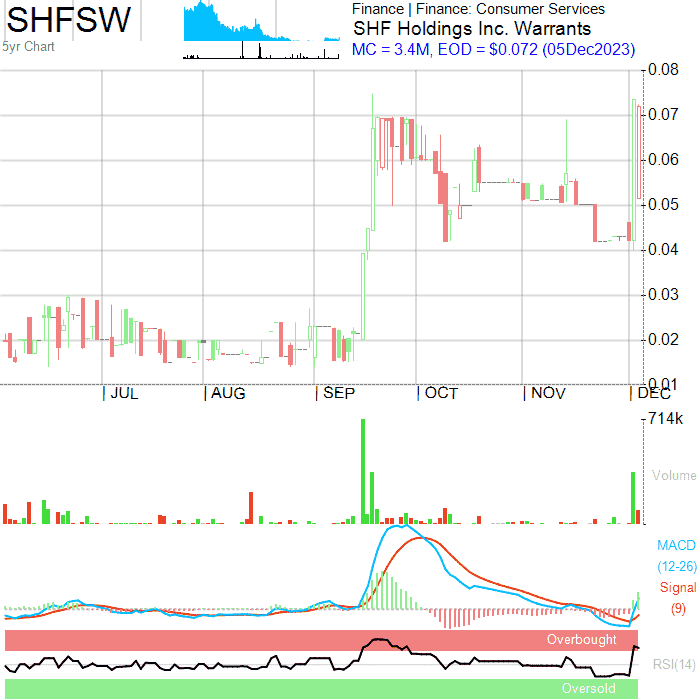 SHFSW
5yr Chart
Finance | Finance: Consumer Services
SHF Holdings Inc. Warrants
MC = 3.4M, EOD = $0.072 (05Dec2023)
0.08
0.07
0.06
0.05
0.04
0.03
0.02
0.01
| JUL | AUG | SEP | OCT | NOV | DEC
714k
Volume
MACD
(12-26)
Signal
(9)
Overbought
RSI(14)
Oversold